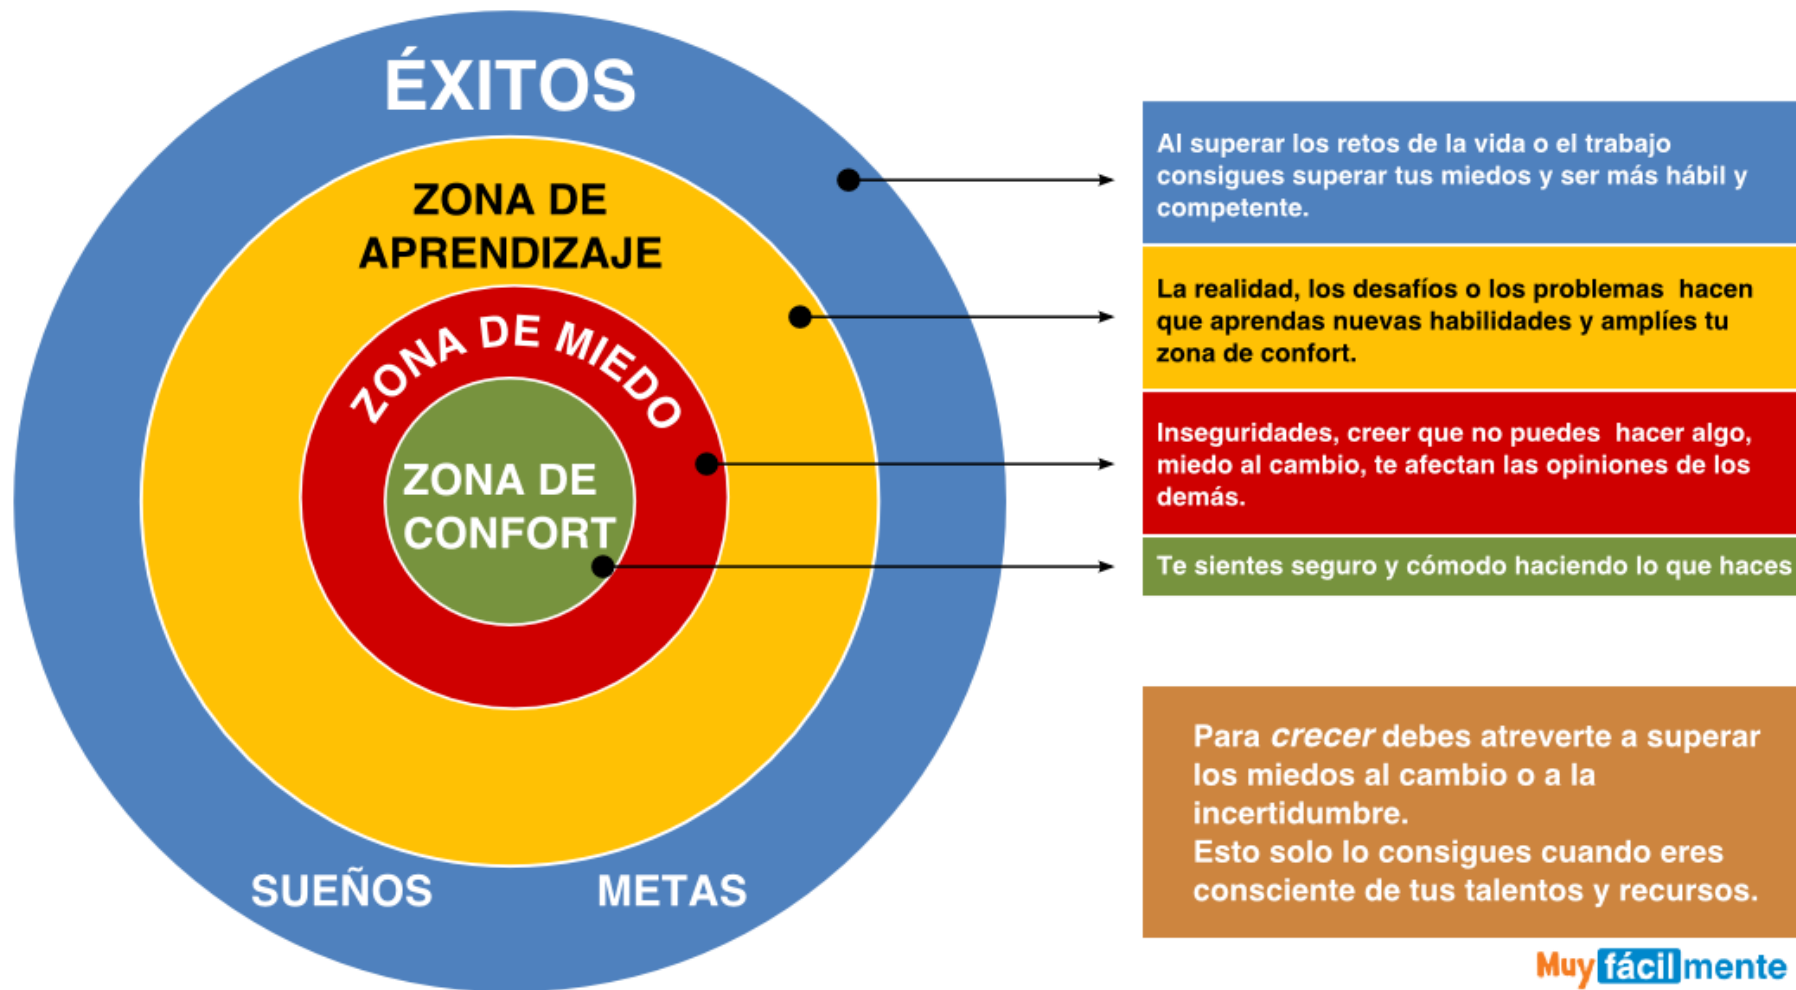 ÉXITOS
ZONA DE
APRENDIZAJE
ZONA DE MIEDO
ZONA DE
CONFORT
SUEÑOS
METAS
Al superar los retos de la vida o el trabajo
consigues superar tus miedos y ser más hábil y
competente.
La realidad, los desafíos o los problemas hacen
que aprendas nuevas habilidades y amplíes tu
zona de confort.
Inseguridades, creer que no puedes hacer algo,
miedo al cambio, te afectan las opiniones de los
demás.
Te sientes seguro y cómodo haciendo lo que haces
Para crecer debes atreverte a superar
los miedos al cambio o a la
incertidumbre.
Esto solo lo consigues cuando eres
consciente de tus talentos y recursos.
Muy fácil mente